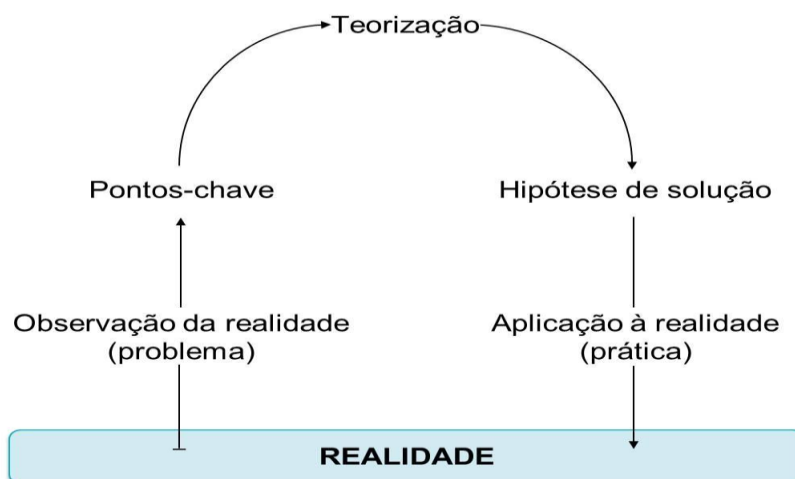 Teorização
Pontos-chave
Hipótese de solução
Observação da realidade
(problema)
Aplicação à realidade
(prática)
REALIDADE